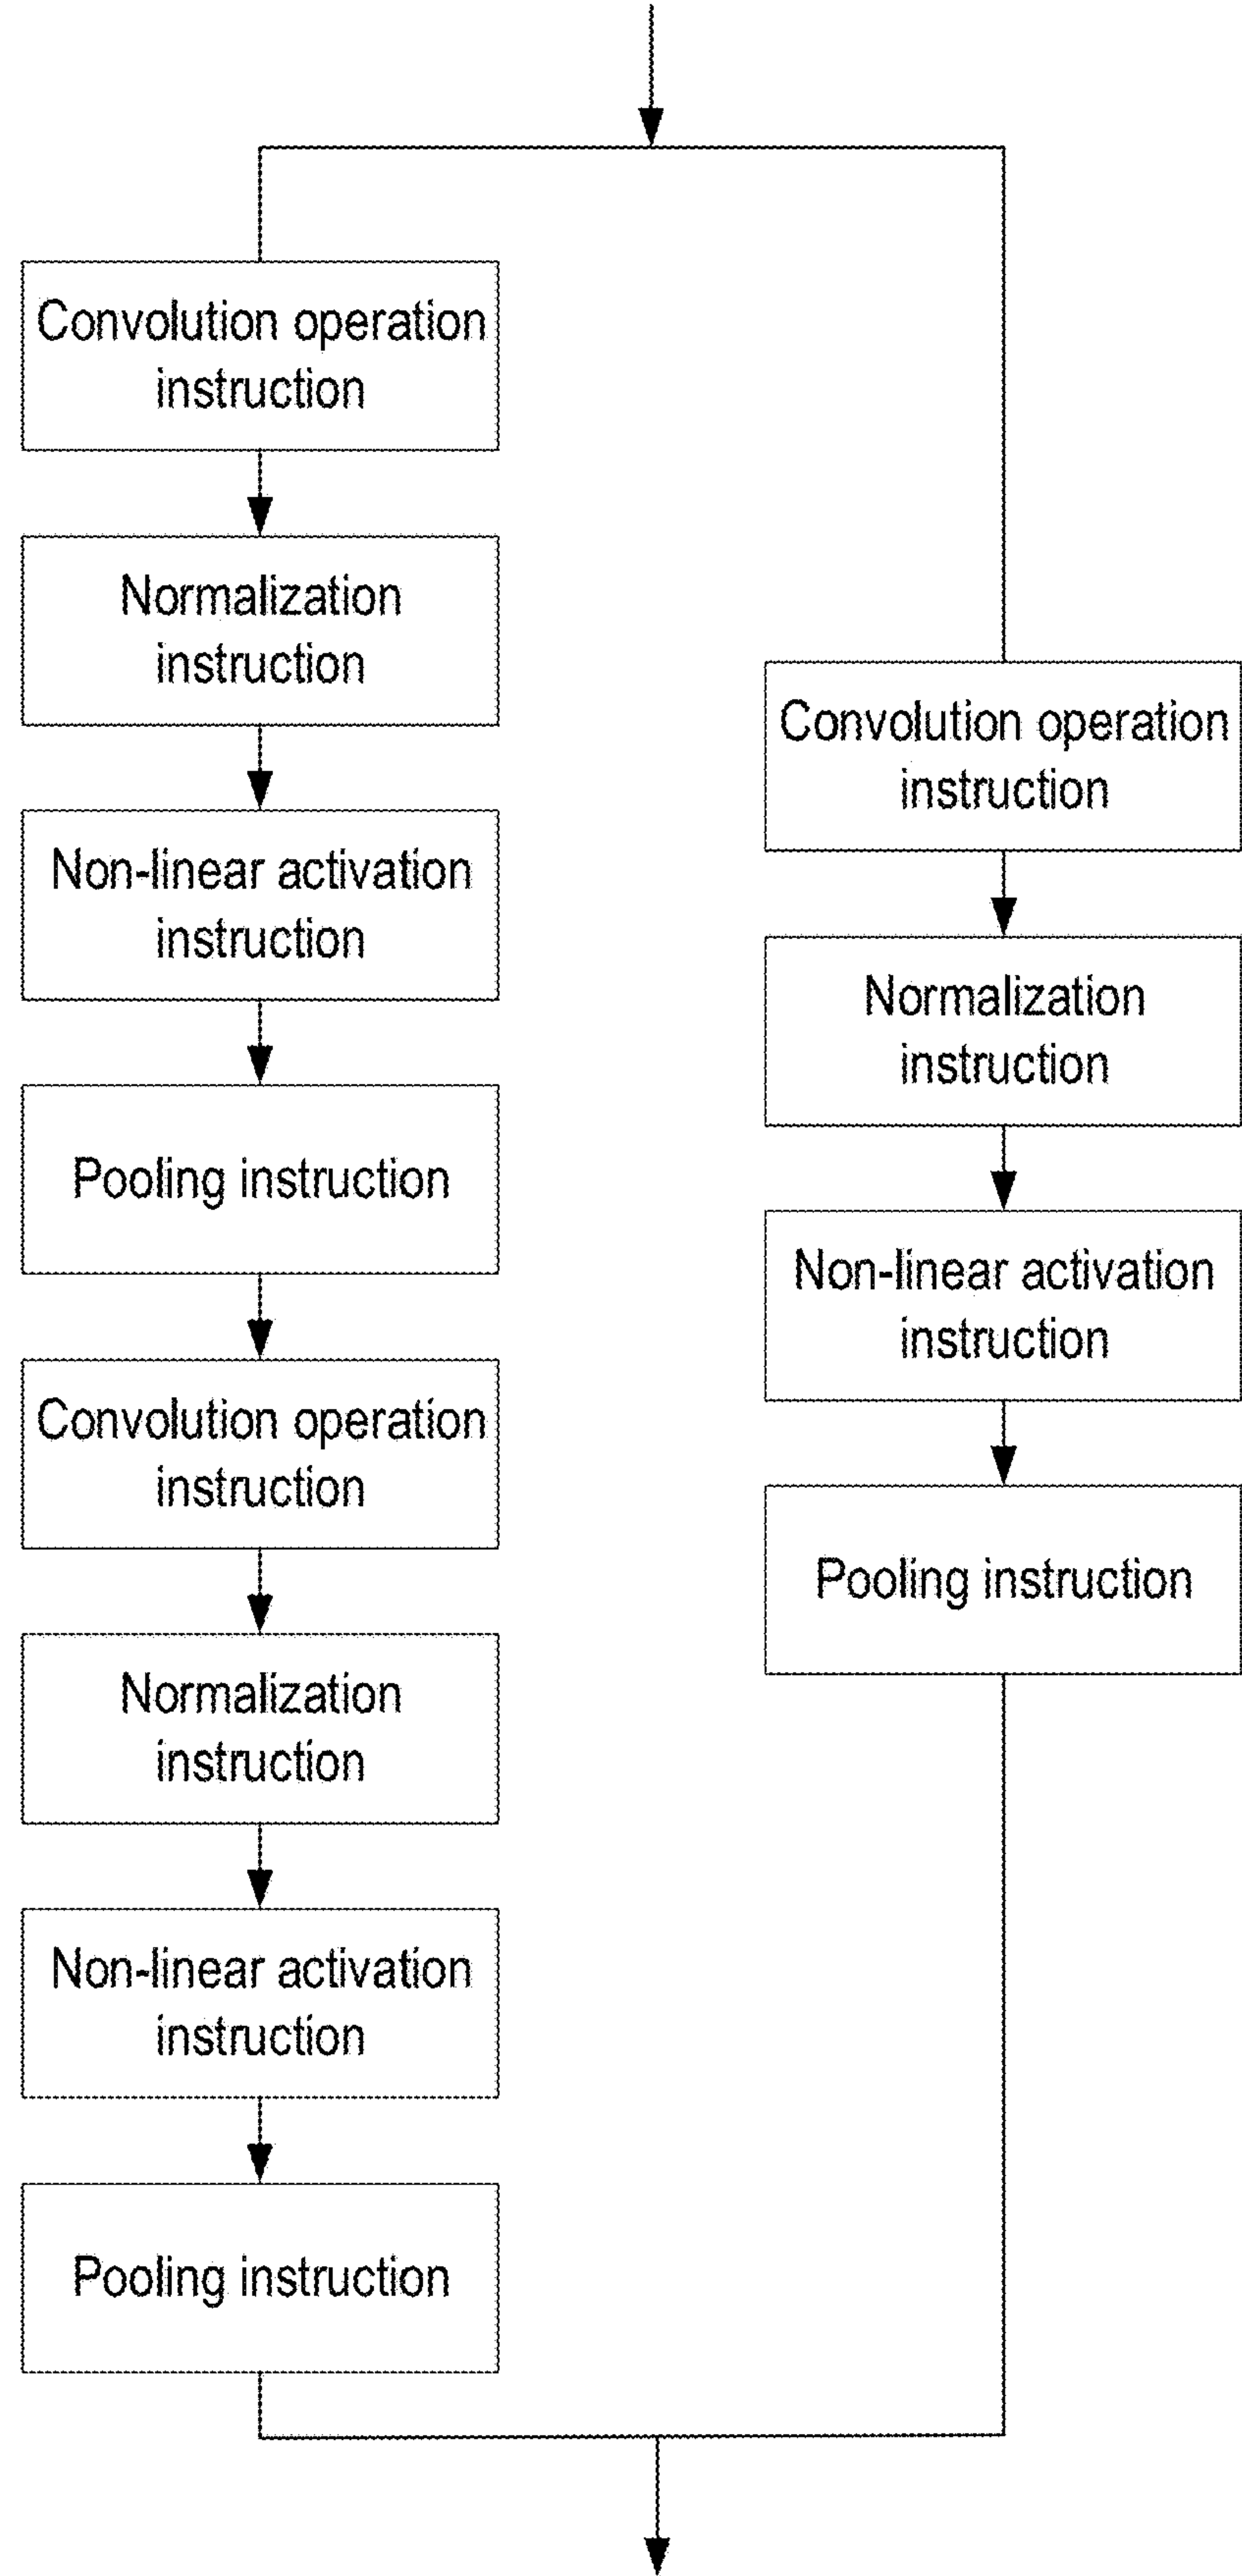 Convolution operation
instruction
Normalization
instruction
Non-linear activation
instruction
Pooling instruction
Convolution operation
instruction
Normalization
instruction
Non-linear activation
instruction
Pooling instruction
Convolution operation
instruction
Normalization
instruction
Non-linear activation
instruction
Pooling instruction